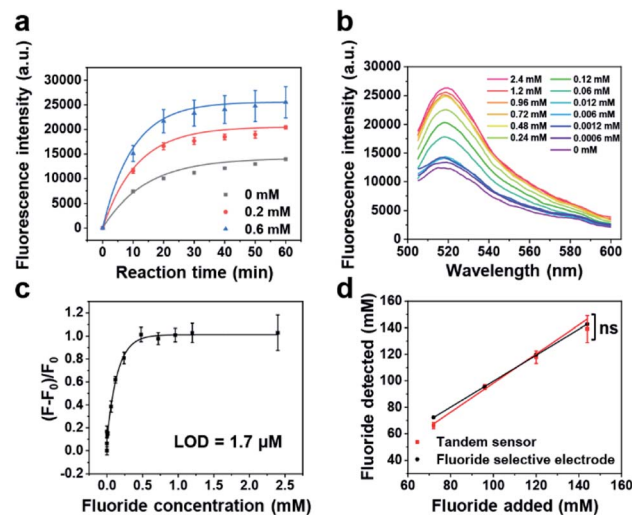 a
Fluorescence intensity (a.u.)
30000
25000
20000
15000
10000
5000
0
0 mM
0.2 mM
0.6 mM
0 10 20 30 40 50 60
Reaction time (min)
b
Fluorescence intensity (a.u.)
35000
30000
25000
20000
15000
10000
5000
0
2.4 mM
1.2 mM
0.96 mM
0.72 mM
0.48 mM
0.24 mM
0.12 mM
0.06 mM
0.012 mM
0.006 mM
0.0012 mM
0.0006 mM
0 mM
500 520 540 560 580 600
Wavelength (nm)
c
(F-F0)/F0
1.4
1.2
1.0
0.8
0.6
0.4
0.2
0.0
-0.2
LOD = 1.7 μM
0.0 0.5 1.0 1.5 2.0 2.5
Fluoride concentration (mM)
d
Fluoride detected (mM)
160
140
120
100
80
60
40
ns
Tandem sensor
Fluoride selective electrode
60 80 100 120 140 160
Fluoride added (mM)